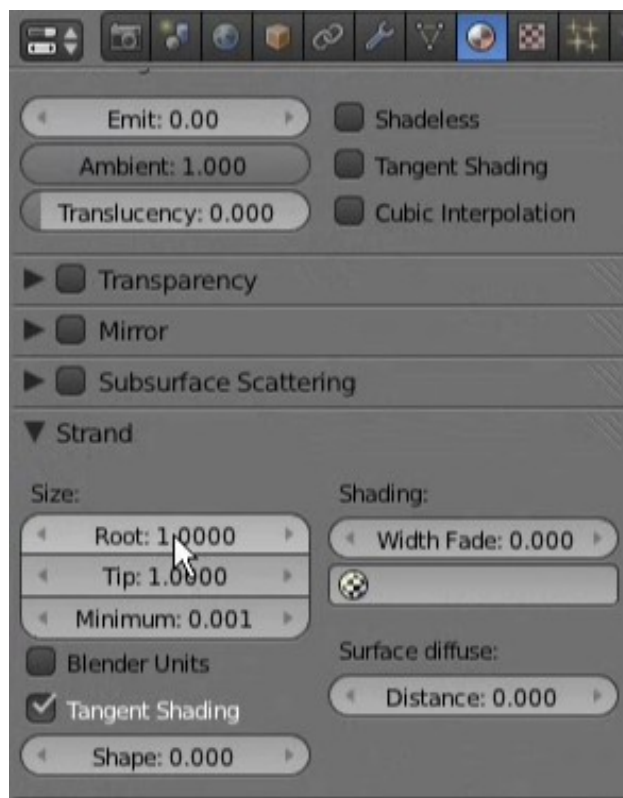 Emit: 0.00
Shadeless
Ambient: 1.000
Tangent Shading
Translucency: 0.000
Cubic Interpolation
Transparency
Mirror
Subsurface Scattering
Strand
Size:
Shading:
Root: 1.0000
Width Fade: 0.000
Tip: 1.0000
Minimum: 0.001
Blender Units
Surface diffuse:
Tangent Shading
Distance: 0.000
Shape: 0.000